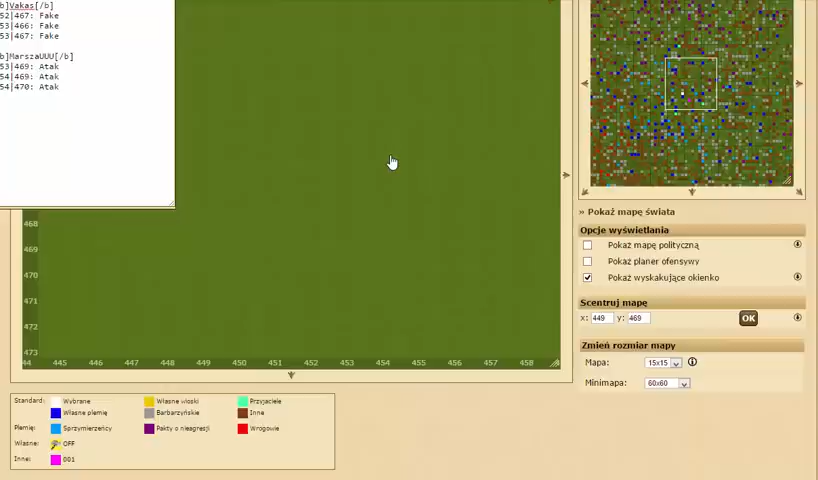 b]Vakas[/b]
52|467: Fake
53|466: Fake
53|467: Fake
b]MarszaUUU[/b]
53|469: Atak
54|469: Atak
54|470: Atak
468
469
470
471
472
473
44 445 446 447 448 449 450 451 452 453 454 455 456 457 458
» Pokaż mapę świata
Opcje wyświetlania
Pokaż mapę polityczną
Pokaż planer ofensywy
Pokaż wyskakujące okienko
Scentruj mapę
x: 449 y: 469 OK
Zmień rozmiar mapy
Mapa: 15x15
Minimapa: 60x60
Standard: Wybrane Własne wioski Przyjaciele
Własne plemię Barbarzyńskie Inne
Plemię: Sprzymierzeńcy Pakty o nieagresji Wrogowie
Własne: OFF
Inne: 001